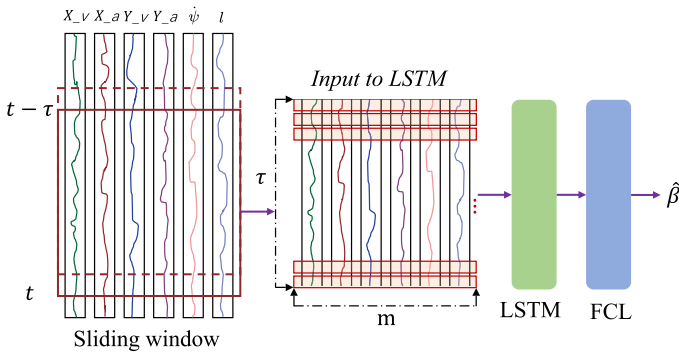 X_v X_a Y_v Y_a ψ̇ l
Input to LSTM
t − τ
τ
β̂
t
m
LSTM
FCL
Sliding window